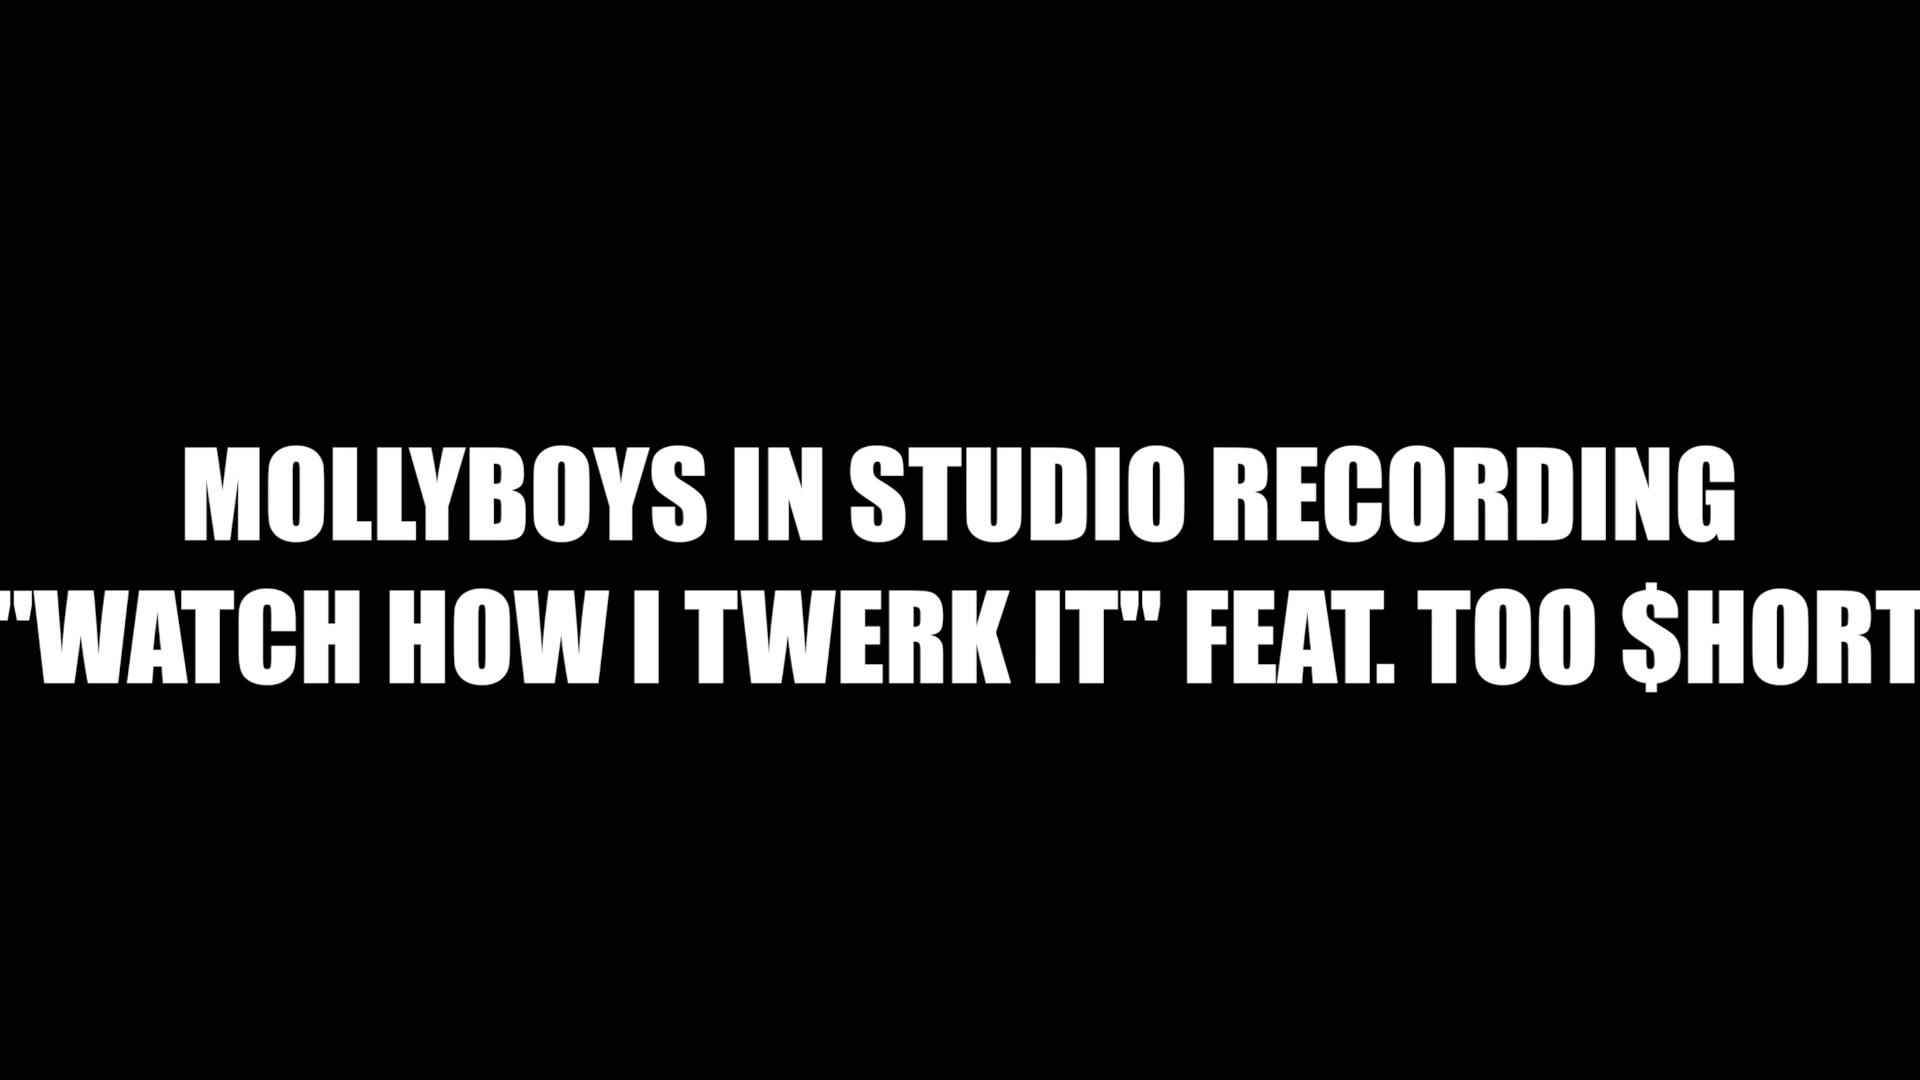 MOLLYBOYS IN STUDIO RECORDING
"WATCH HOW I TWERK IT" FEAT. TOO $HORT